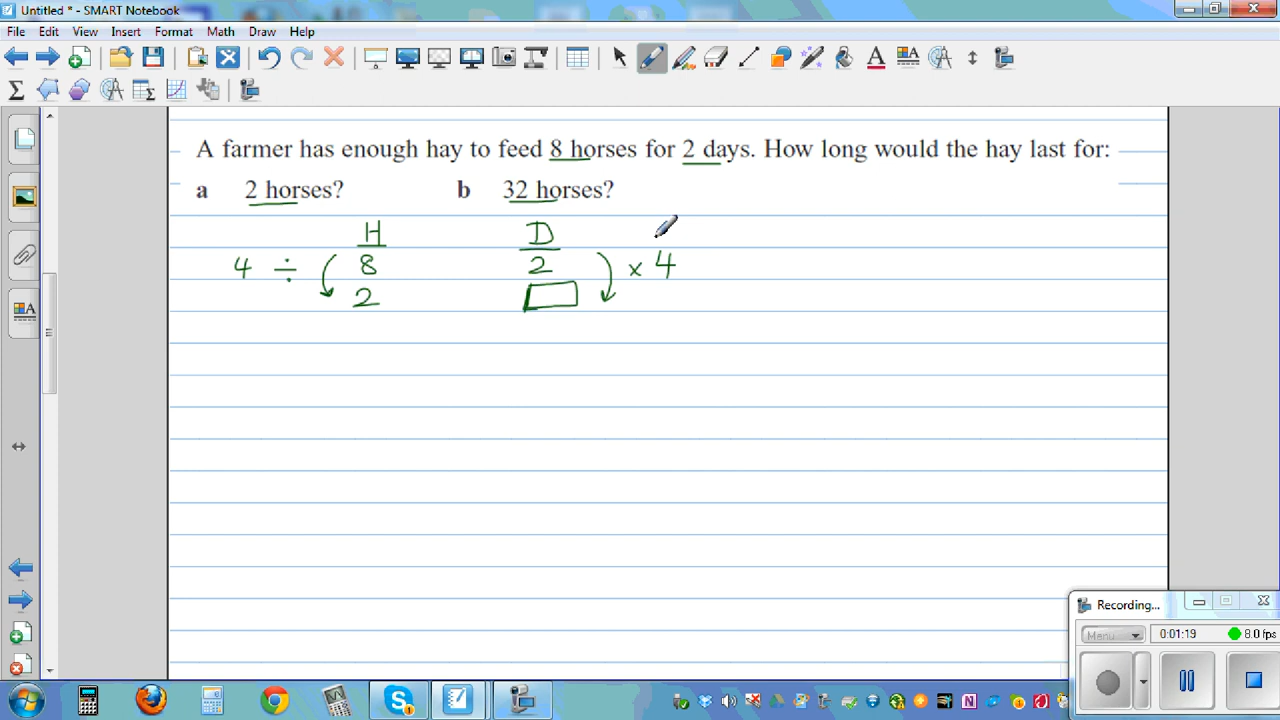 Untitled * - SMART Notebook
File Edit View Insert Format Math Draw Help
A farmer has enough hay to feed 8 horses for 2 days. How long would the hay last for:
a 2 horses? b 32 horses?
H D
4 ÷ 8 2 × 4
2
Recording...
Menu 0:01:19 8.0 fps